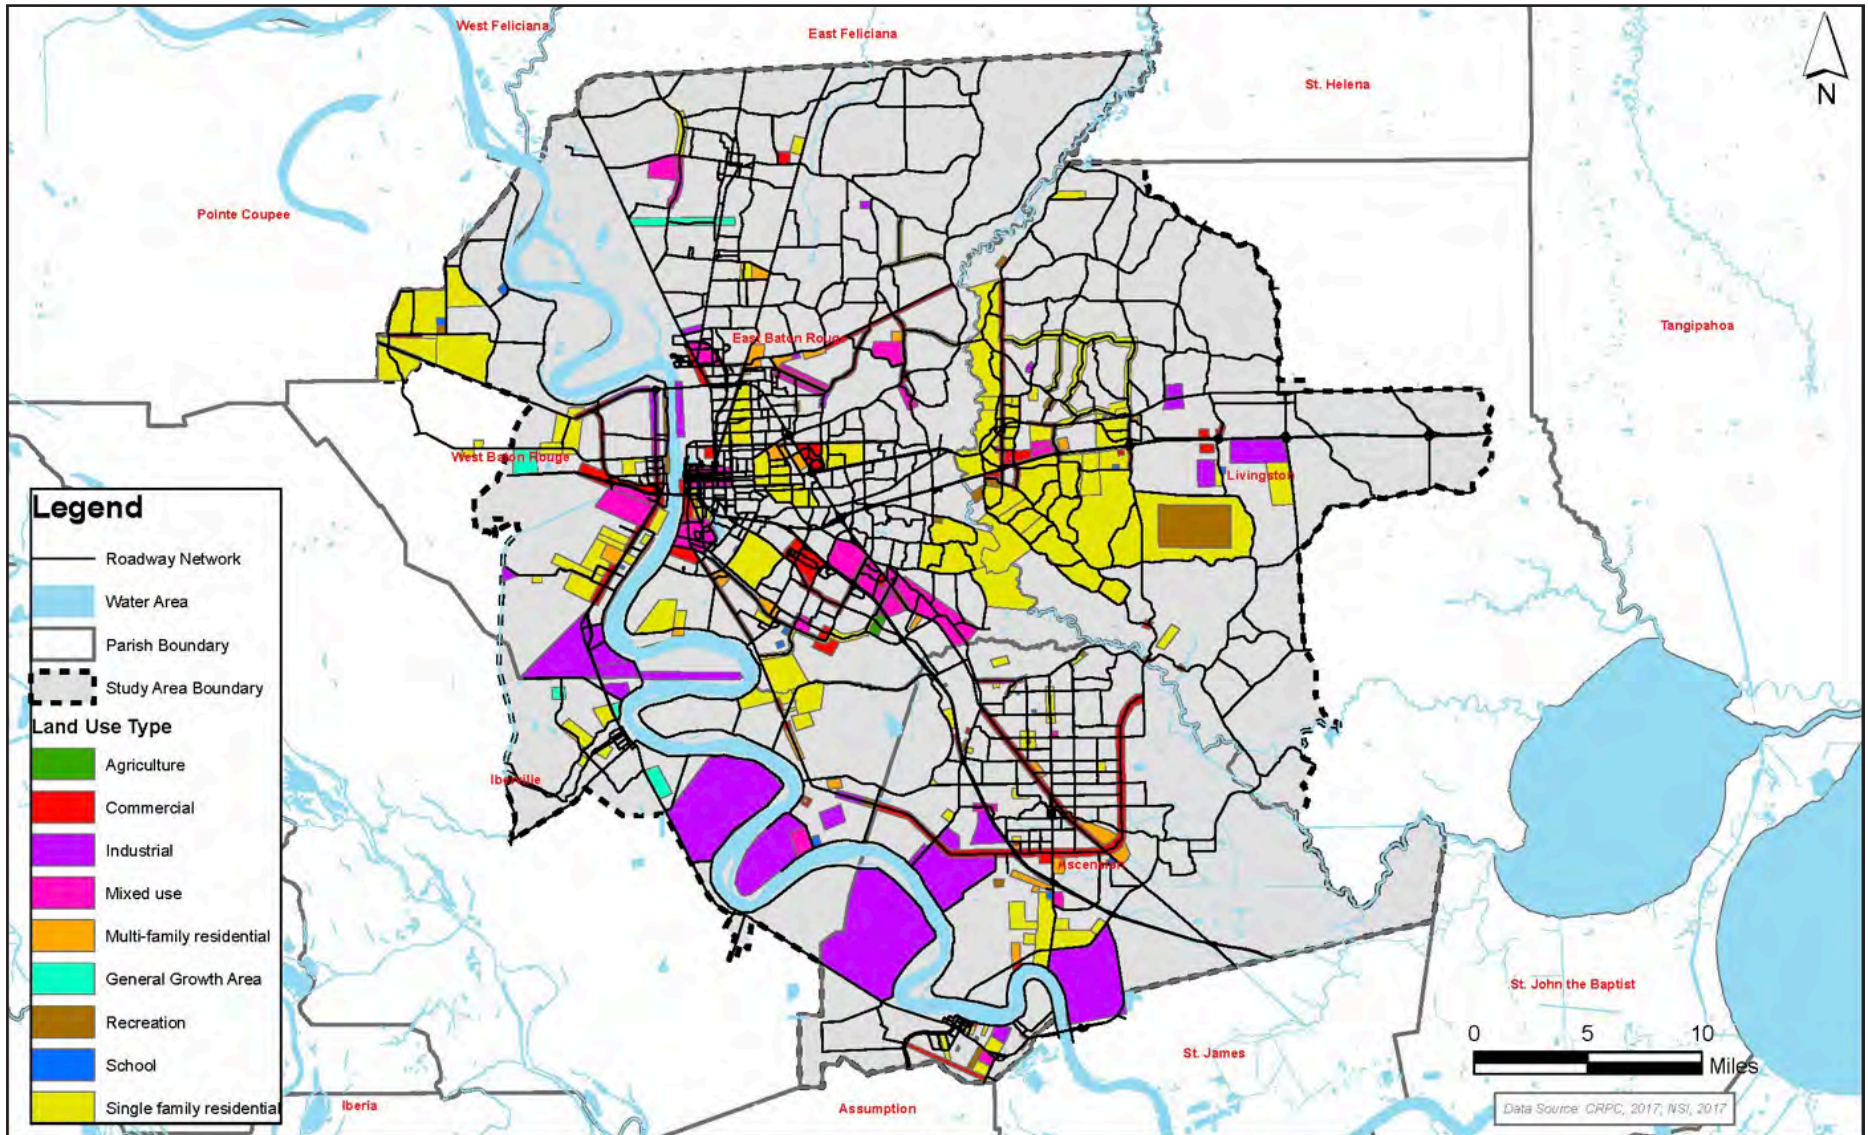 West Feliciana
East Feliciana
St. Helena
N
Pointe Coupee
Tangipahoa
East Baton Rouge
West Baton Rouge
Livingston
Iberville
Ascension
St. John the Baptist
St. James
Iberia
Assumption
Legend
Roadway Network
Water Area
Parish Boundary
Study Area Boundary
Land Use Type
Agriculture
Commercial
Industrial
Mixed use
Multi-family residential
General Growth Area
Recreation
School
Single family residential
0 5 10
Miles
Data Source: CRPC, 2017; NSI, 2017